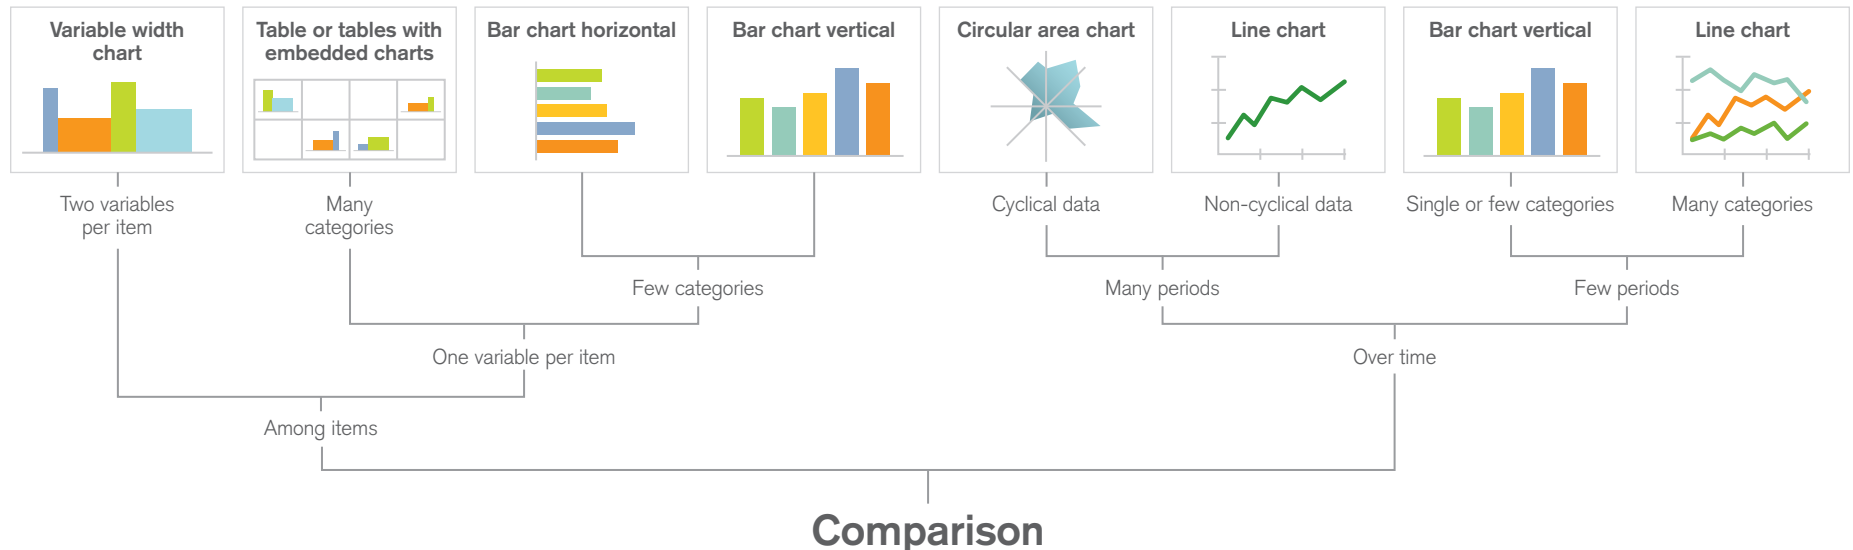 Variable width
chart
Table or tables with
embedded charts
Bar chart horizontal
Bar chart vertical
Circular area chart
Line chart
Bar chart vertical
Line chart
Two variables
per item
Many
categories
Cyclical data
Non-cyclical data
Single or few categories
Many categories
Few categories
Many periods
Few periods
One variable per item
Over time
Among items
Comparison